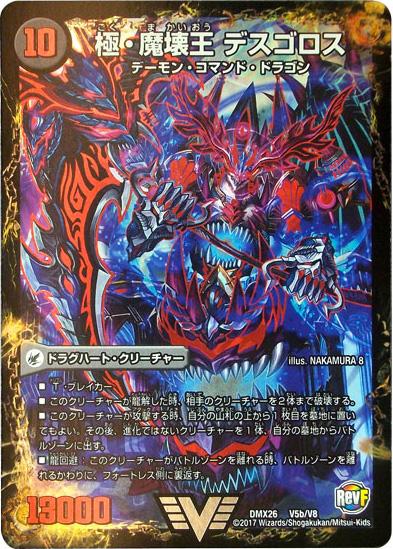 10
こく ま かいおう
極・魔壊王 デスゴロス
デーモン・コマンド・ドラゴン
ドラグハート・クリーチャー
illus. NAKAMURA 8
■T・ブレイカー
■このクリーチャーが龍解した時、相手のクリーチャーを2体まで破壊する。
■このクリーチャーが攻撃する時、自分の山札の上から1枚目を墓地に置い
てもよい。その後、進化ではないクリーチャーを1体、自分の墓地からバト
ルゾーンに出す。
■龍回避:このクリーチャーがバトルゾーンを離れる時、バトルゾーンを離
れるかわりに、フォートレス側に裏返す。
13000
RevF
DMX26 V5b/V8
©2017 Wizards/Shogakukan/Mitsui-Kids